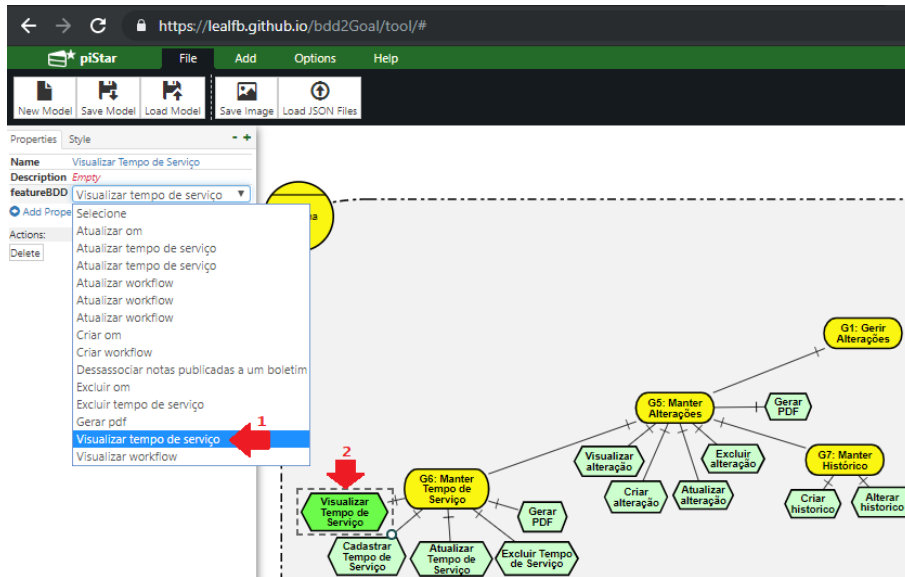 https://lealfb.github.io/bdd2Goal/tool/#
piStar File Add Options Help
New Model Save Model Load Model Save Image Load JSON Files
Properties Style - +
Name Visualizar Tempo de Serviço
Description Empty
featureBDD Visualizar tempo de serviço
Add Prope
Actions:
Delete
Selecione
Atualizar om
Atualizar tempo de serviço
Atualizar tempo de serviço
Atualizar workflow
Atualizar workflow
Atualizar workflow
Criar om
Criar workflow
Dessassociar notas publicadas a um boletim
Excluir om
Excluir tempo de serviço
Gerar pdf
Visualizar tempo de serviço
Visualizar workflow
1
2
G1: Gerir
Alterações
G5: Manter
Alterações
Gerar
PDF
Visualizar
alteração
Criar
alteração
Atualizar
alteração
Excluir
alteração
G7: Manter
Histórico
Criar
historico
Alterar
historico
G6: Manter
Tempo de
Serviço
Visualizar
Tempo de
Serviço
Gerar
PDF
Cadastrar
Tempo de
Serviço
Atualizar
Tempo de
Serviço
Excluir Tempo
de Serviço